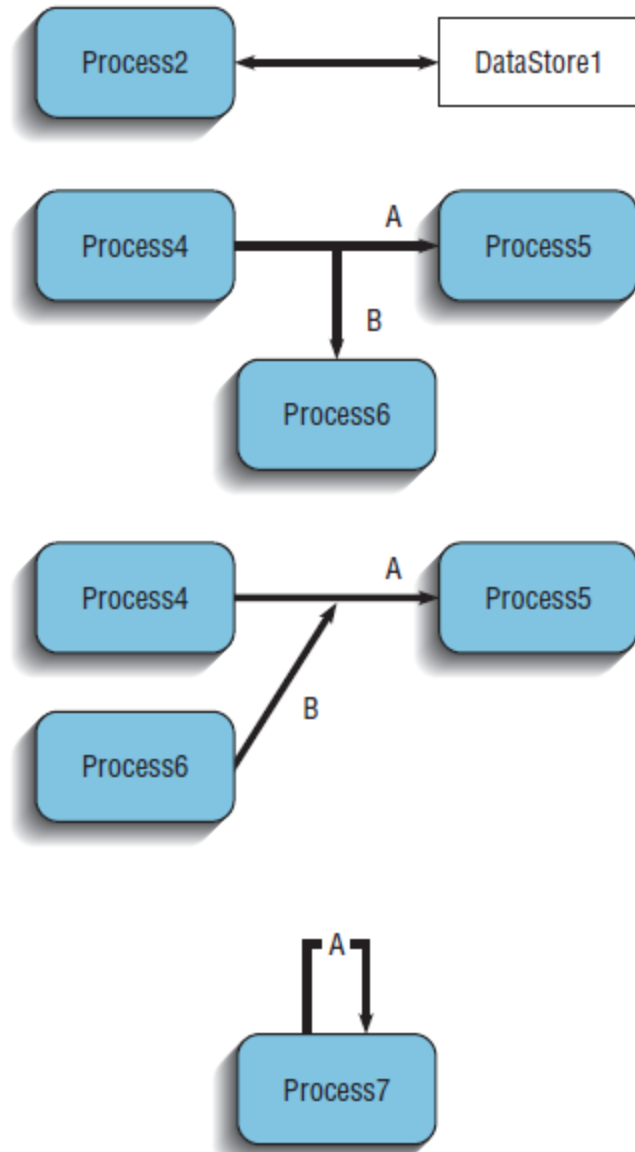 Process2
DataStore1
A
Process4
Process5
B
Process6
A
Process4
Process5
B
Process6
A
Process7